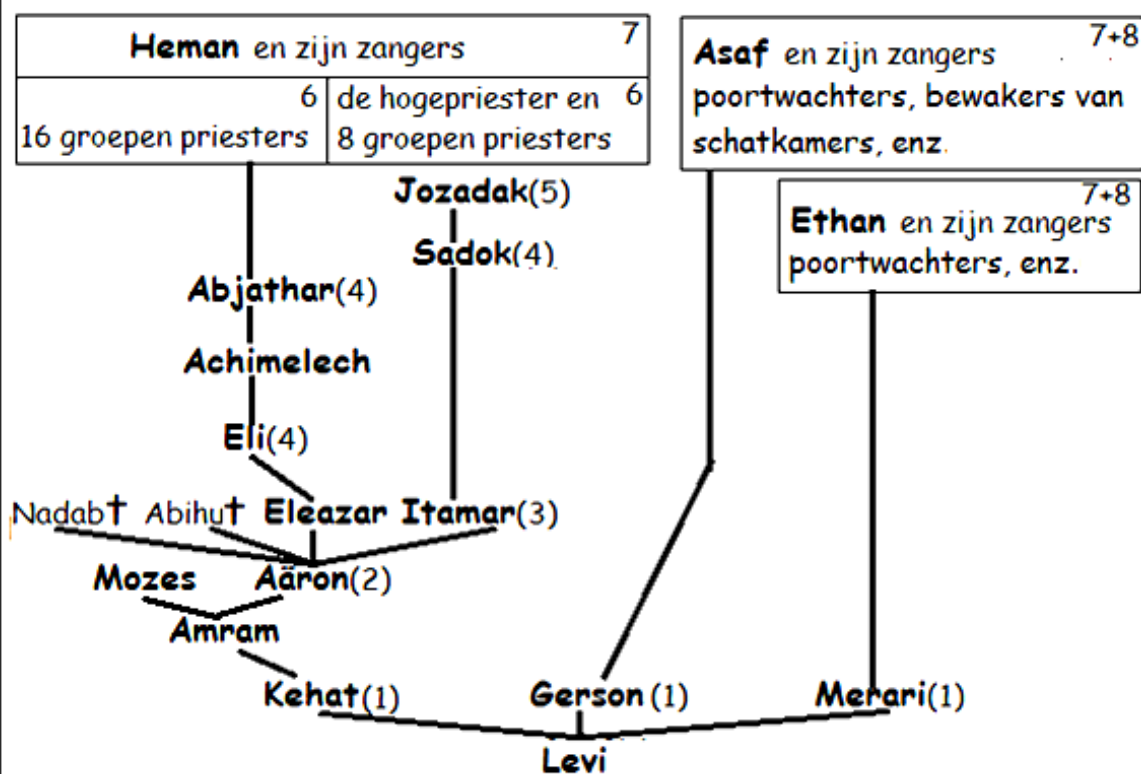 Heman en zijn zangers 7
6
16 groepen priesters
de hogepriester en 6
8 groepen priesters
Asaf en zijn zangers 7+8
poortwachters, bewakers van
schatkamers, enz.
Ethan en zijn zangers 7+8
poortwachters, enz.
Jozadak(5)
Sadok(4)
Abjathar(4)
Achimelech
Eli(4)
Nadab† Abihu† Eleazar Itamar(3)
Mozes Aäron(2)
Amram
Kehat(1) Gerson(1) Merari(1)
Levi